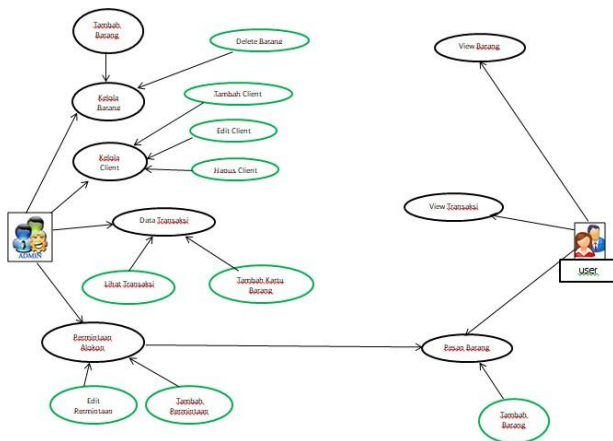 Tambah
Barang
Delete Barang
View Barang
Kelola
Barang
Tambah Client
Edit Client
Kelola
Client
Hapus Client
View Transaksi
Data Transaksi
ADMIN
user
Lihat Transaksi
Tambah Kartu
Barang
Permintaan
Alokon
Pesan Barang
Edit
Permintaan
Tambah
Permintaan
Tambah
Barang